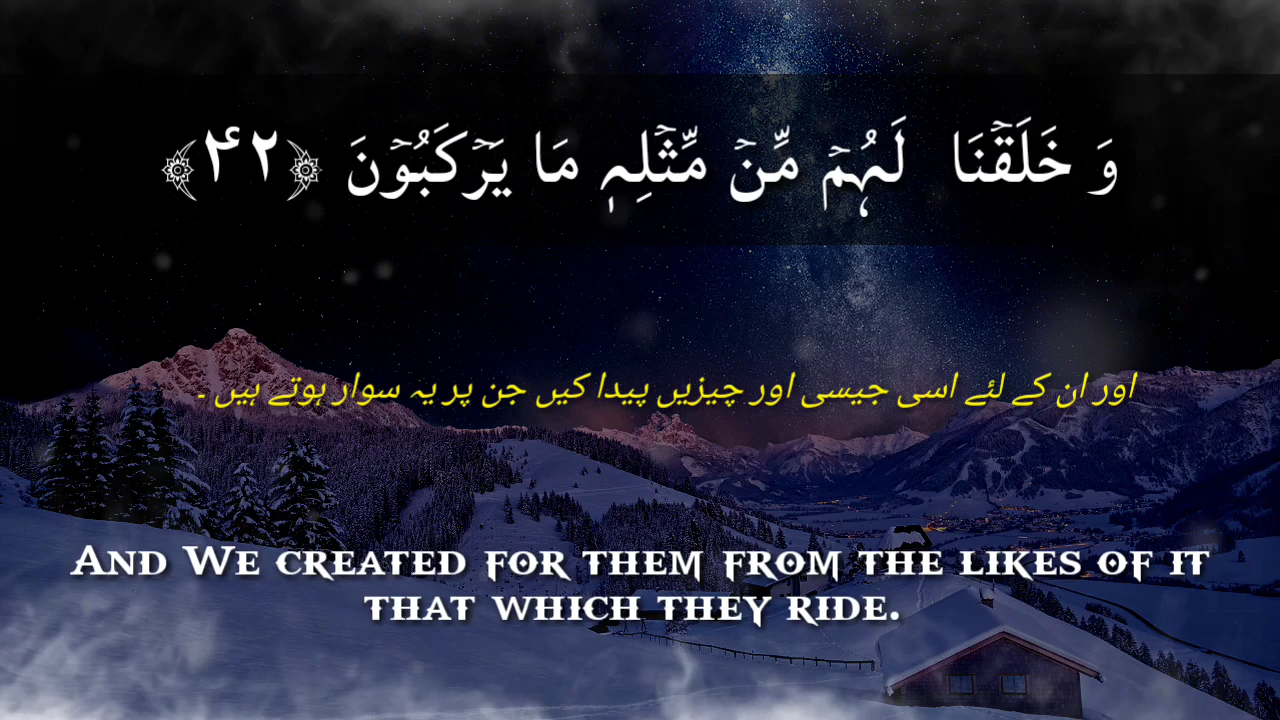 وَ خَلَقۡنَا لَہُمۡ مِّنۡ مِّثۡلِہٖ مَا یَرۡکَبُوۡنَ ﴿۴۲﴾
اور ان کے لئے اسی جیسی اور چیزیں پیدا کیں جن پر یہ سوار ہوتے ہیں ۔
And We created for them from the likes of it
that which they ride.